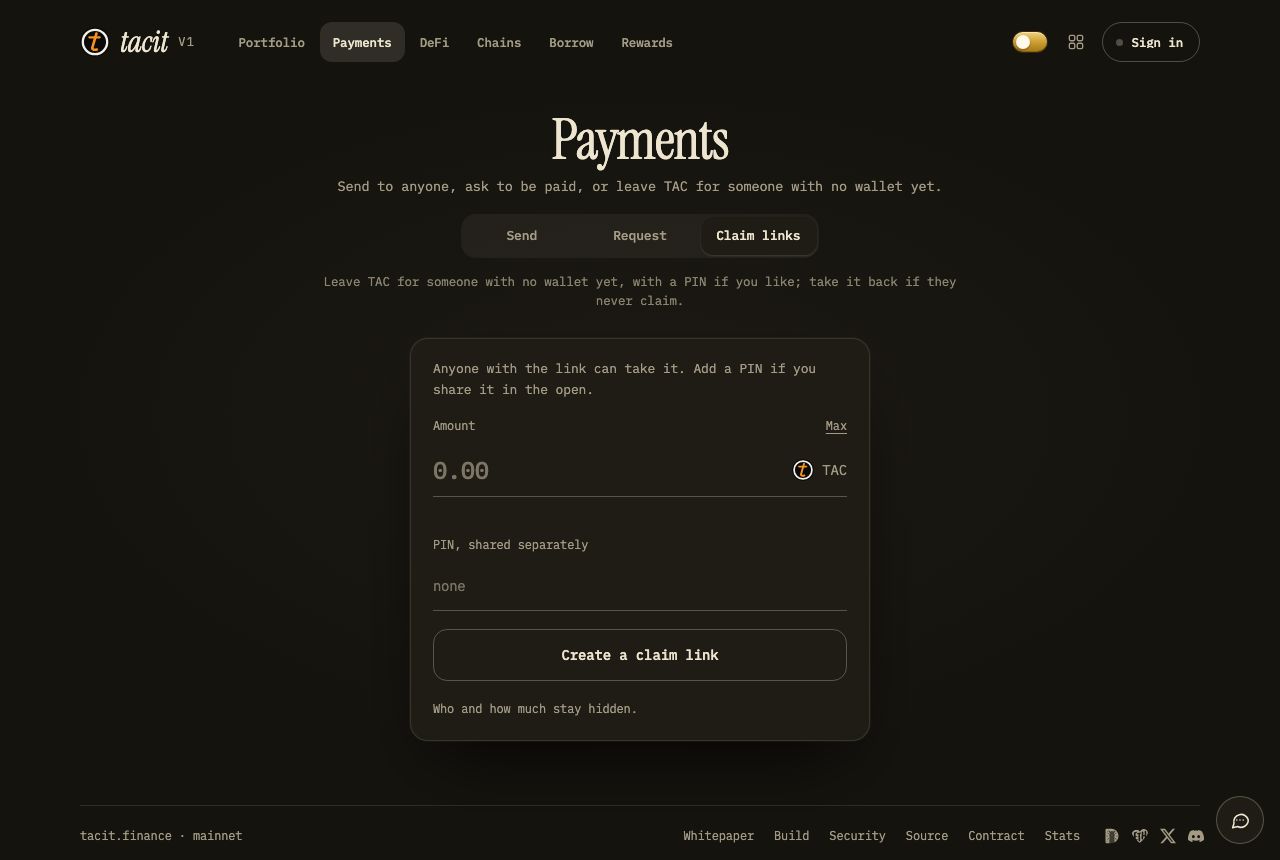 tacit V1
Portfolio
Payments
DeFi
Chains
Borrow
Rewards
Sign in
Payments
Send to anyone, ask to be paid, or leave TAC for someone with no wallet yet.
Send
Request
Claim links
Leave TAC for someone with no wallet yet, with a PIN if you like; take it back if they
never claim.
Anyone with the link can take it. Add a PIN if you
share it in the open.
Amount
Max
0.00
TAC
PIN, shared separately
none
Create a claim link
Who and how much stay hidden.
tacit.finance · mainnet
Whitepaper
Build
Security
Source
Contract
Stats